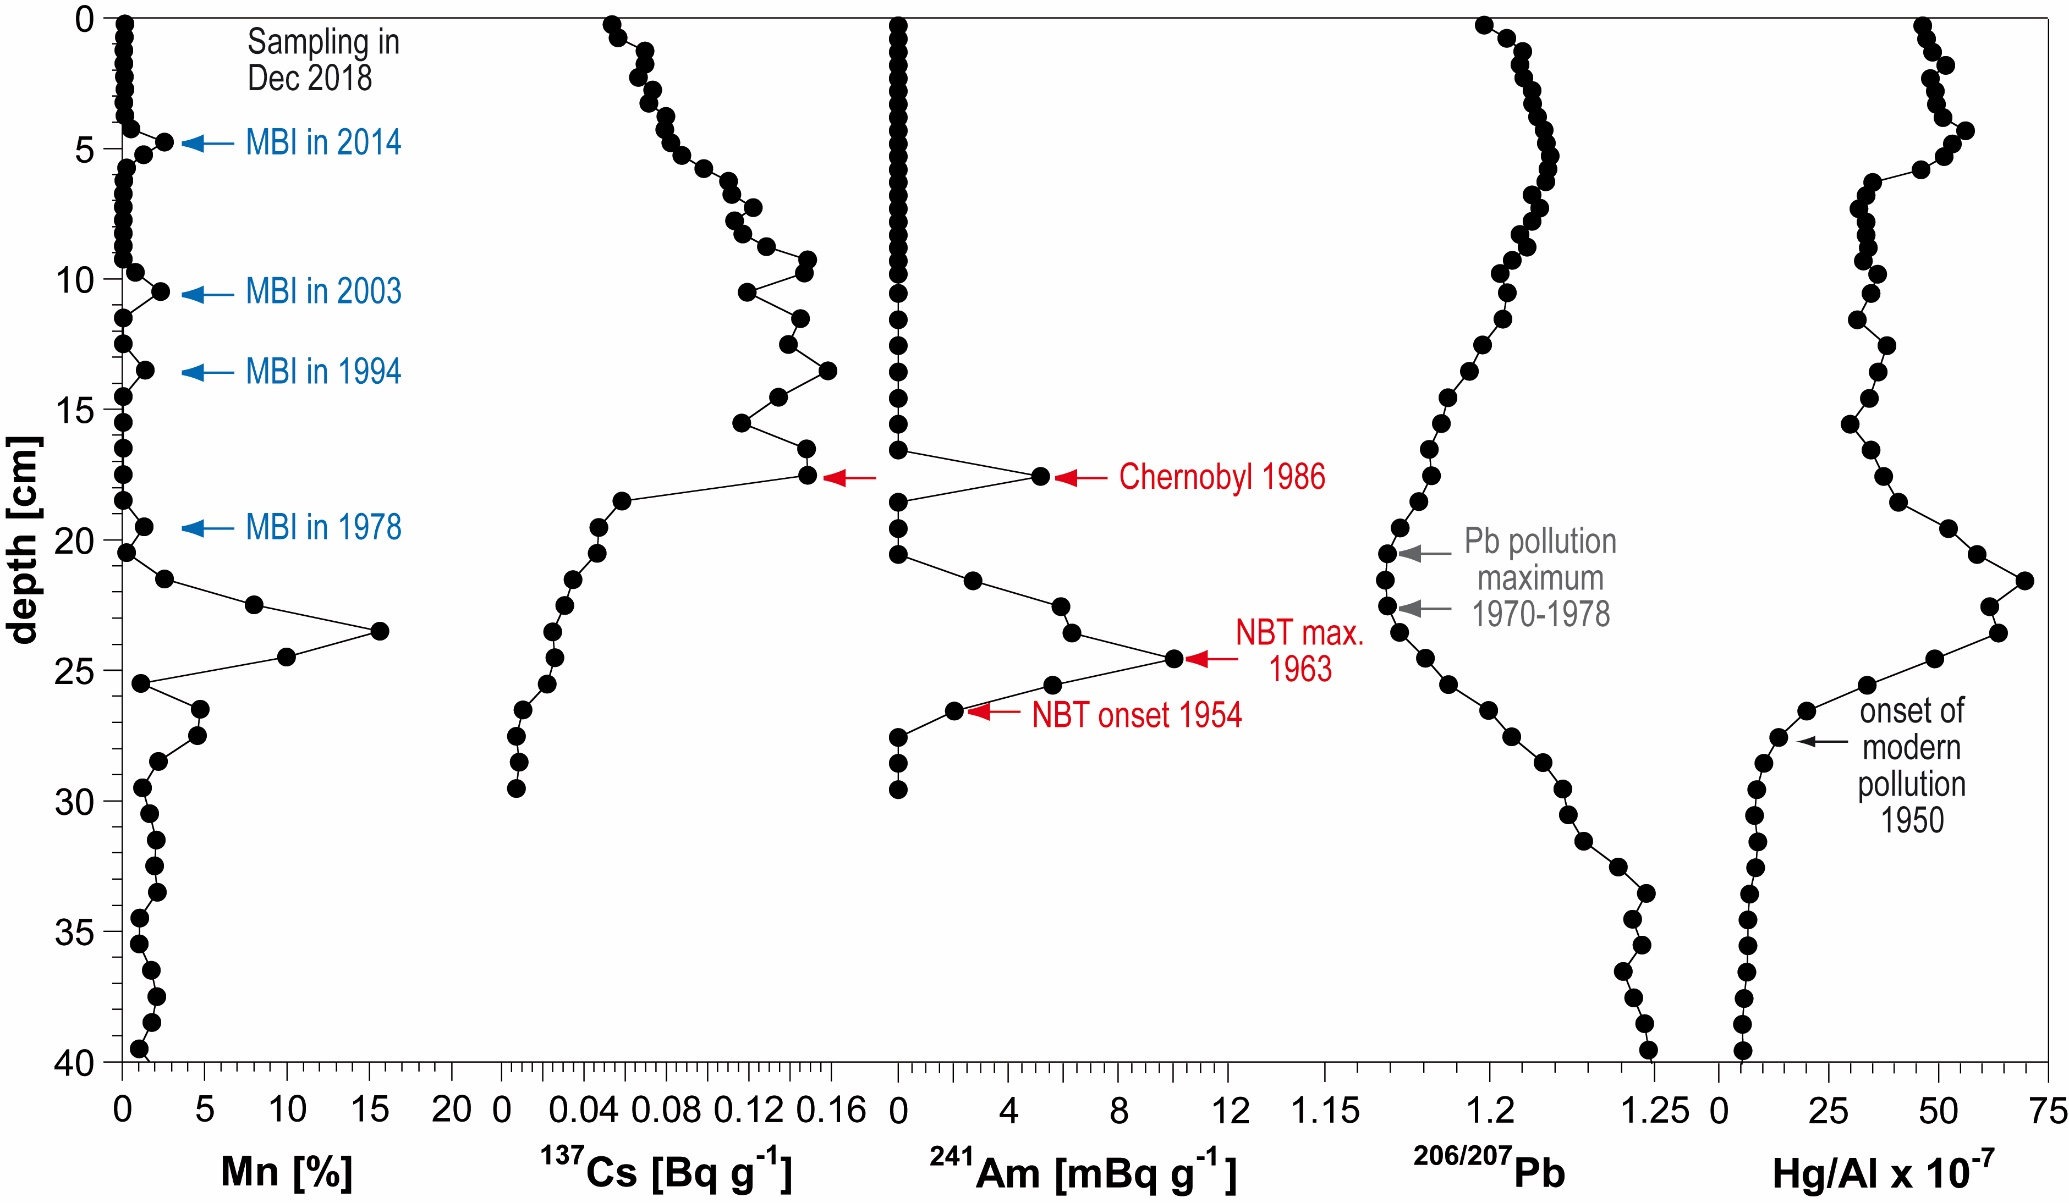 0
5
10
15
20
25
30
35
40
depth [cm]
Sampling in
Dec 2018
MBI in 2014
MBI in 2003
MBI in 1994
MBI in 1978
Chernobyl 1986
NBT max.
1963
NBT onset 1954
Pb pollution
maximum
1970-1978
onset of
modern
pollution
1950
0 5 10 15 20
Mn [%]
0 0.04 0.08 0.12 0.16
¹³⁷Cs [Bq g⁻¹]
0 4 8 12
²⁴¹Am [mBq g⁻¹]
1.15 1.2 1.25
²⁰⁶/²⁰⁷Pb
0 25 50 75
Hg/Al x 10⁻⁷